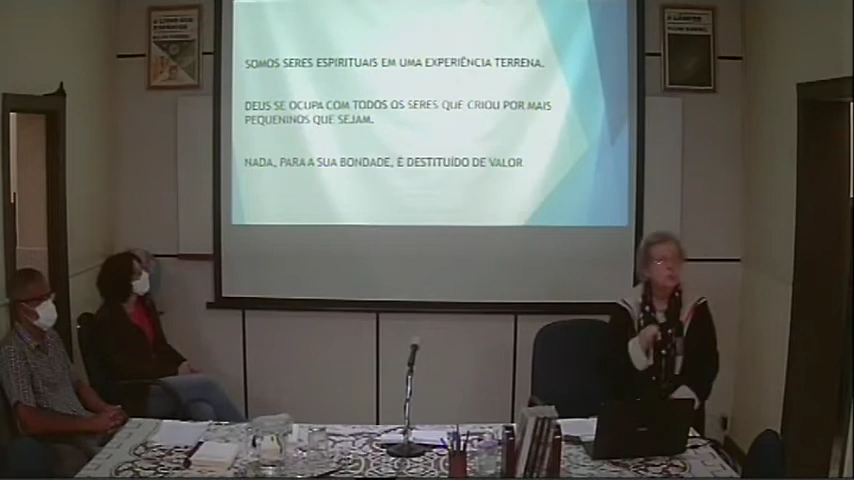 SOMOS SERES ESPIRITUAIS EM UMA EXPERIÊNCIA TERRENA.
DEUS SE OCUPA COM TODOS OS SERES QUE CRIOU POR MAIS
PEQUENINOS QUE SEJAM.
NADA, PARA A SUA BONDADE, É DESTITUÍDO DE VALOR